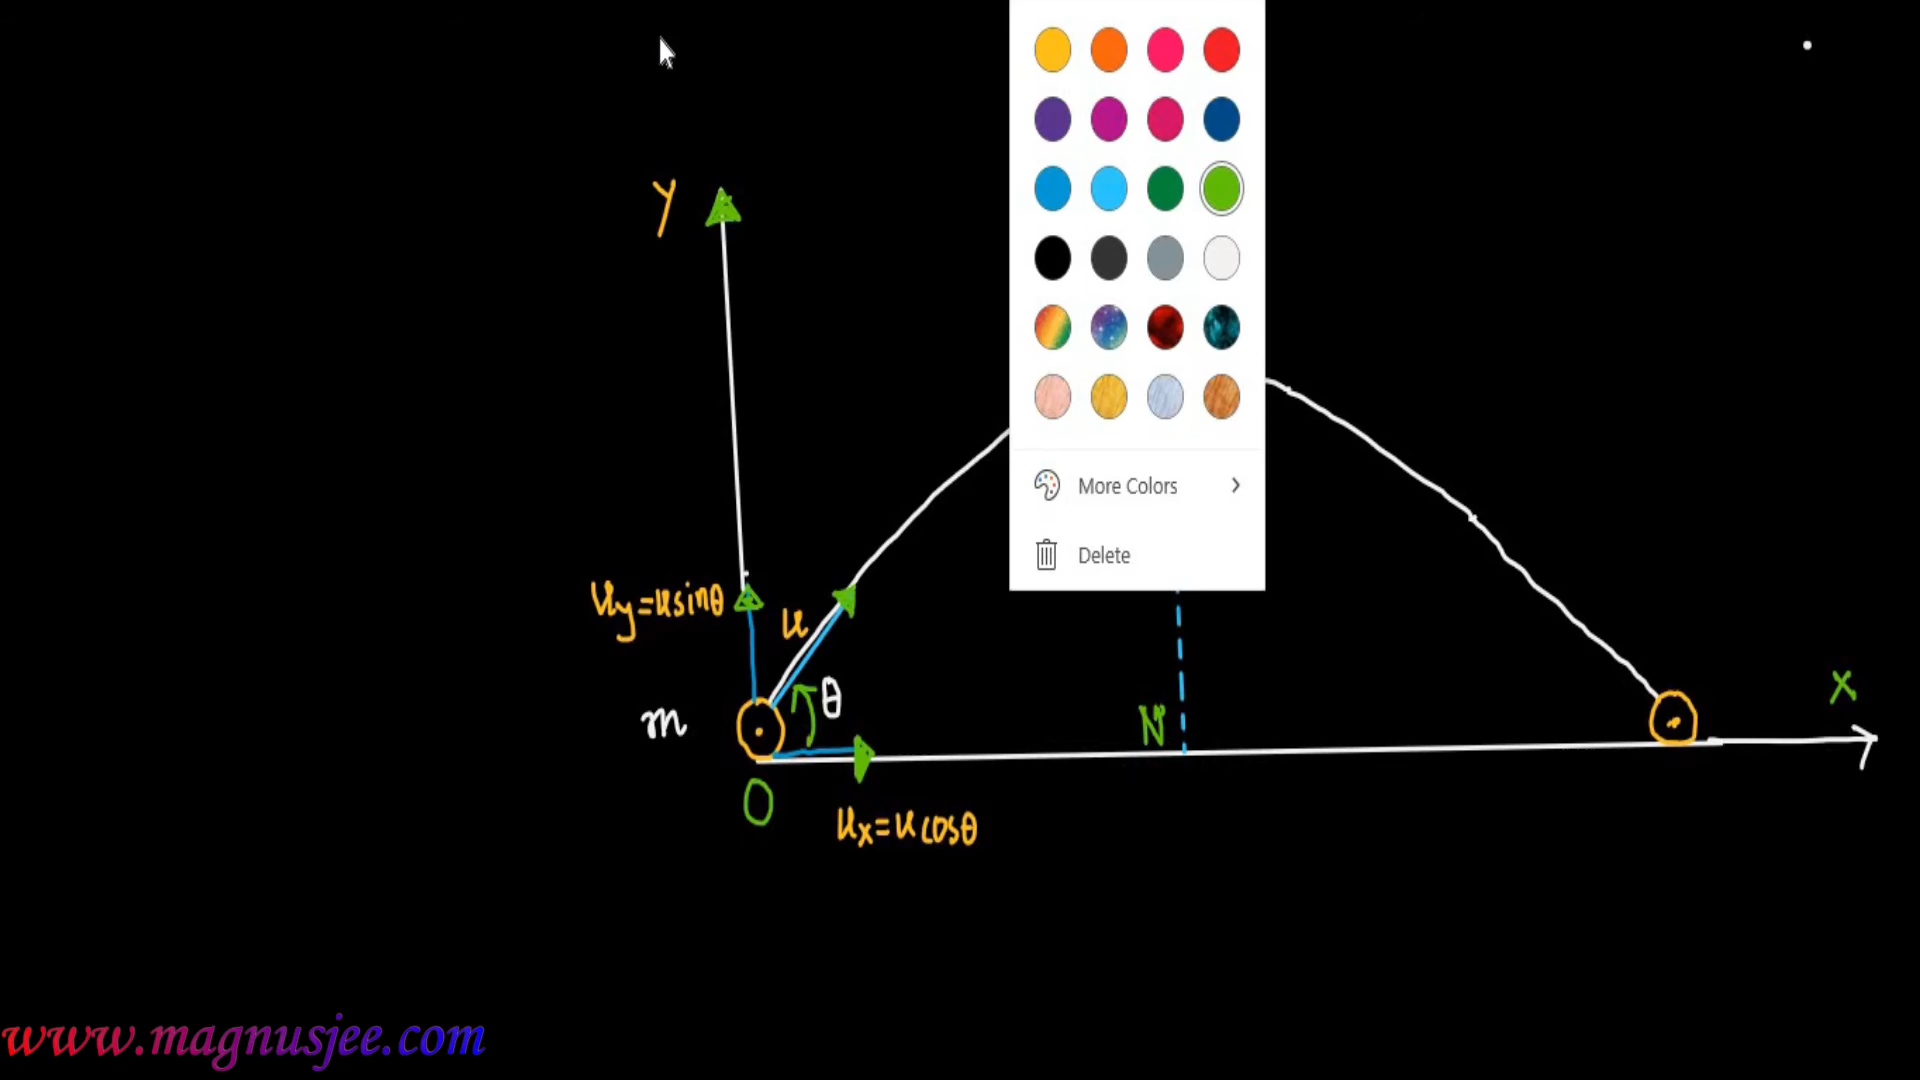 More Colors
Delete
y
uy=usinθ
u
m
θ
N
x
O
ux=ucosθ
www.magnusjee.com